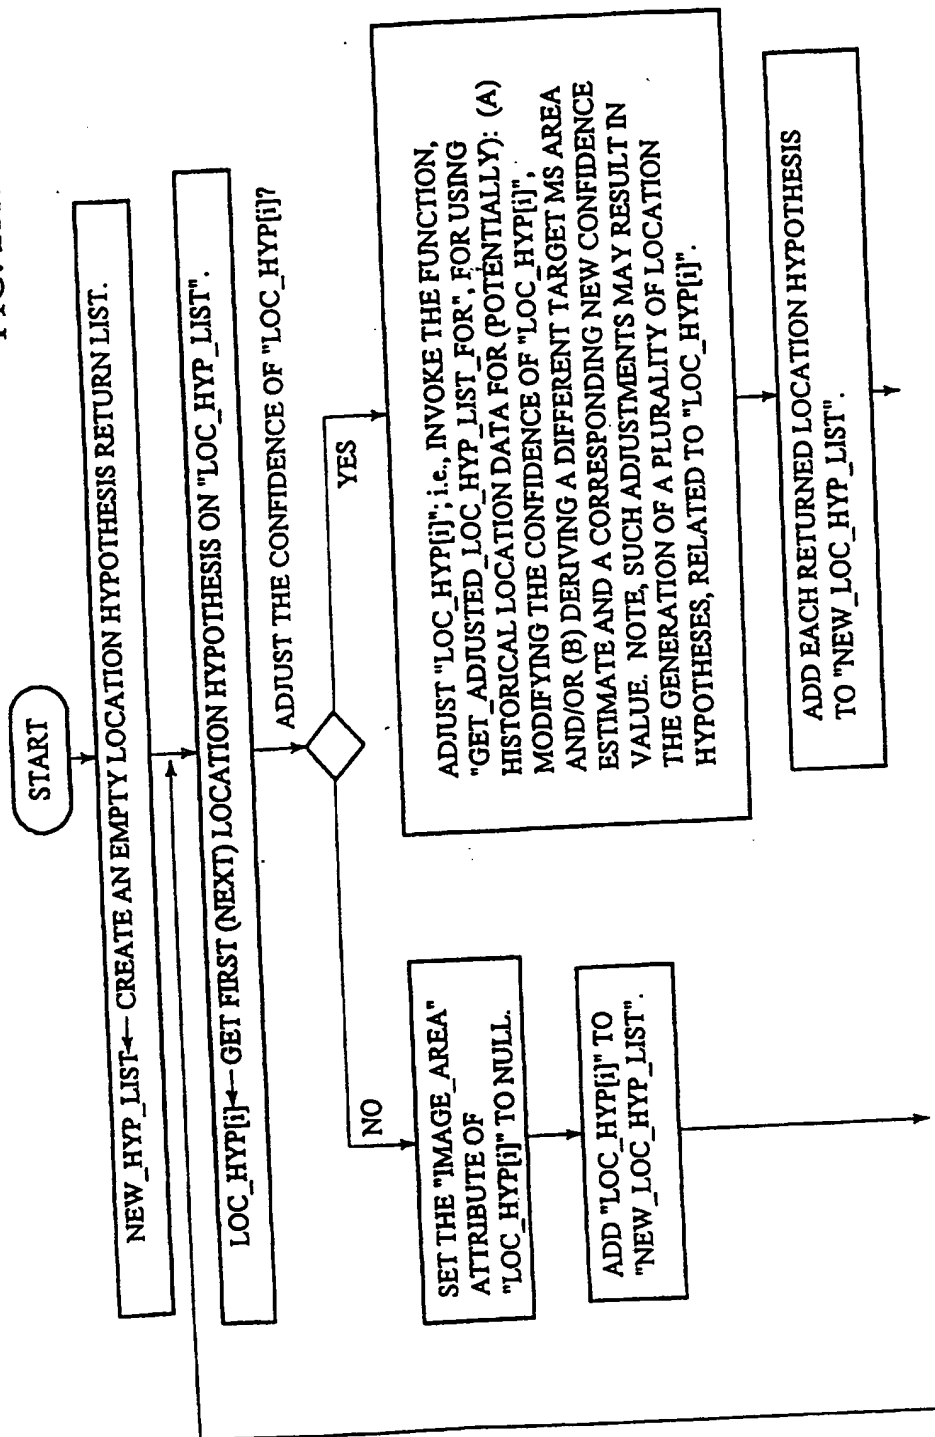 START
NEW_HYP_LIST← CREATE AN EMPTY LOCATION HYPOTHESIS RETURN LIST.
LOC_HYP[i]← GET FIRST (NEXT) LOCATION HYPOTHESIS ON "LOC_HYP_LIST".
ADJUST THE CONFIDENCE OF "LOC_HYP[i]?
NO
YES
SET THE "IMAGE_AREA"
ATTRIBUTE OF
"LOC_HYP[i]" TO NULL.
ADD "LOC_HYP[i]" TO
"NEW_LOC_HYP_LIST".
ADJUST "LOC_HYP[i]"; i.e., INVOKE THE FUNCTION,
"GET_ADJUSTED_LOC_HYP_LIST_FOR", FOR USING
HISTORICAL LOCATION DATA FOR (POTENTIALLY): (A)
MODIFYING THE CONFIDENCE OF "LOC_HYP[i]",
AND/OR (B) DERIVING A DIFFERENT TARGET MS AREA
ESTIMATE AND A CORRESPONDING NEW CONFIDENCE
VALUE. NOTE, SUCH ADJUSTMENTS MAY RESULT IN
THE GENERATION OF A PLURALITY OF LOCATION
HYPOTHESES, RELATED TO "LOC_HYP[i]".
ADD EACH RETURNED LOCATION HYPOTHESIS
TO "NEW_LOC_HYP_LIST".